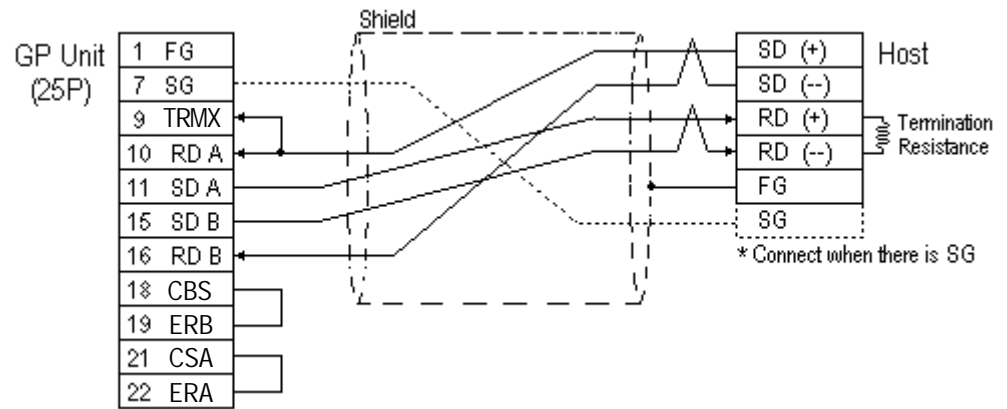 Shield
GP Unit
(25P)
1 FG
7 SG
9 TRMX
10 RD A
11 SD A
15 SD B
16 RD B
18 CBS
19 ERB
21 CSA
22 ERA
SD (+)
SD (--)
RD (+)
RD (--)
FG
SG
Host
Termination
Resistance
* Connect when there is SG